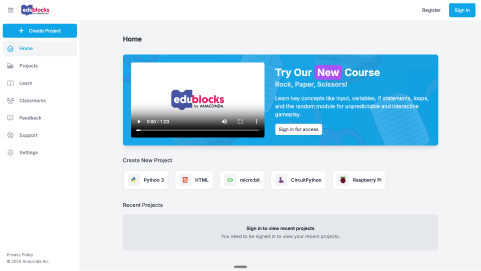 edublocks
by ANACONDA
Register
Sign in
+ Create Project
Home
Projects
Learn
Classrooms
Feedback
Support
Settings
Privacy Policy
© 2025 Anaconda Inc.
Home
edublocks
by ANACONDA
0:00 / 1:23
Try Our New Course
Rock, Paper, Scissors!
Learn key concepts like input, variables, if statements, loops,
and the random module for unpredictable and interactive
gameplay.
Sign in for access
Create New Project
Python 3
HTML
micro:bit
CircuitPython
Raspberry Pi
Recent Projects
Sign in to view recent projects
You need to be signed in to view your recent projects.